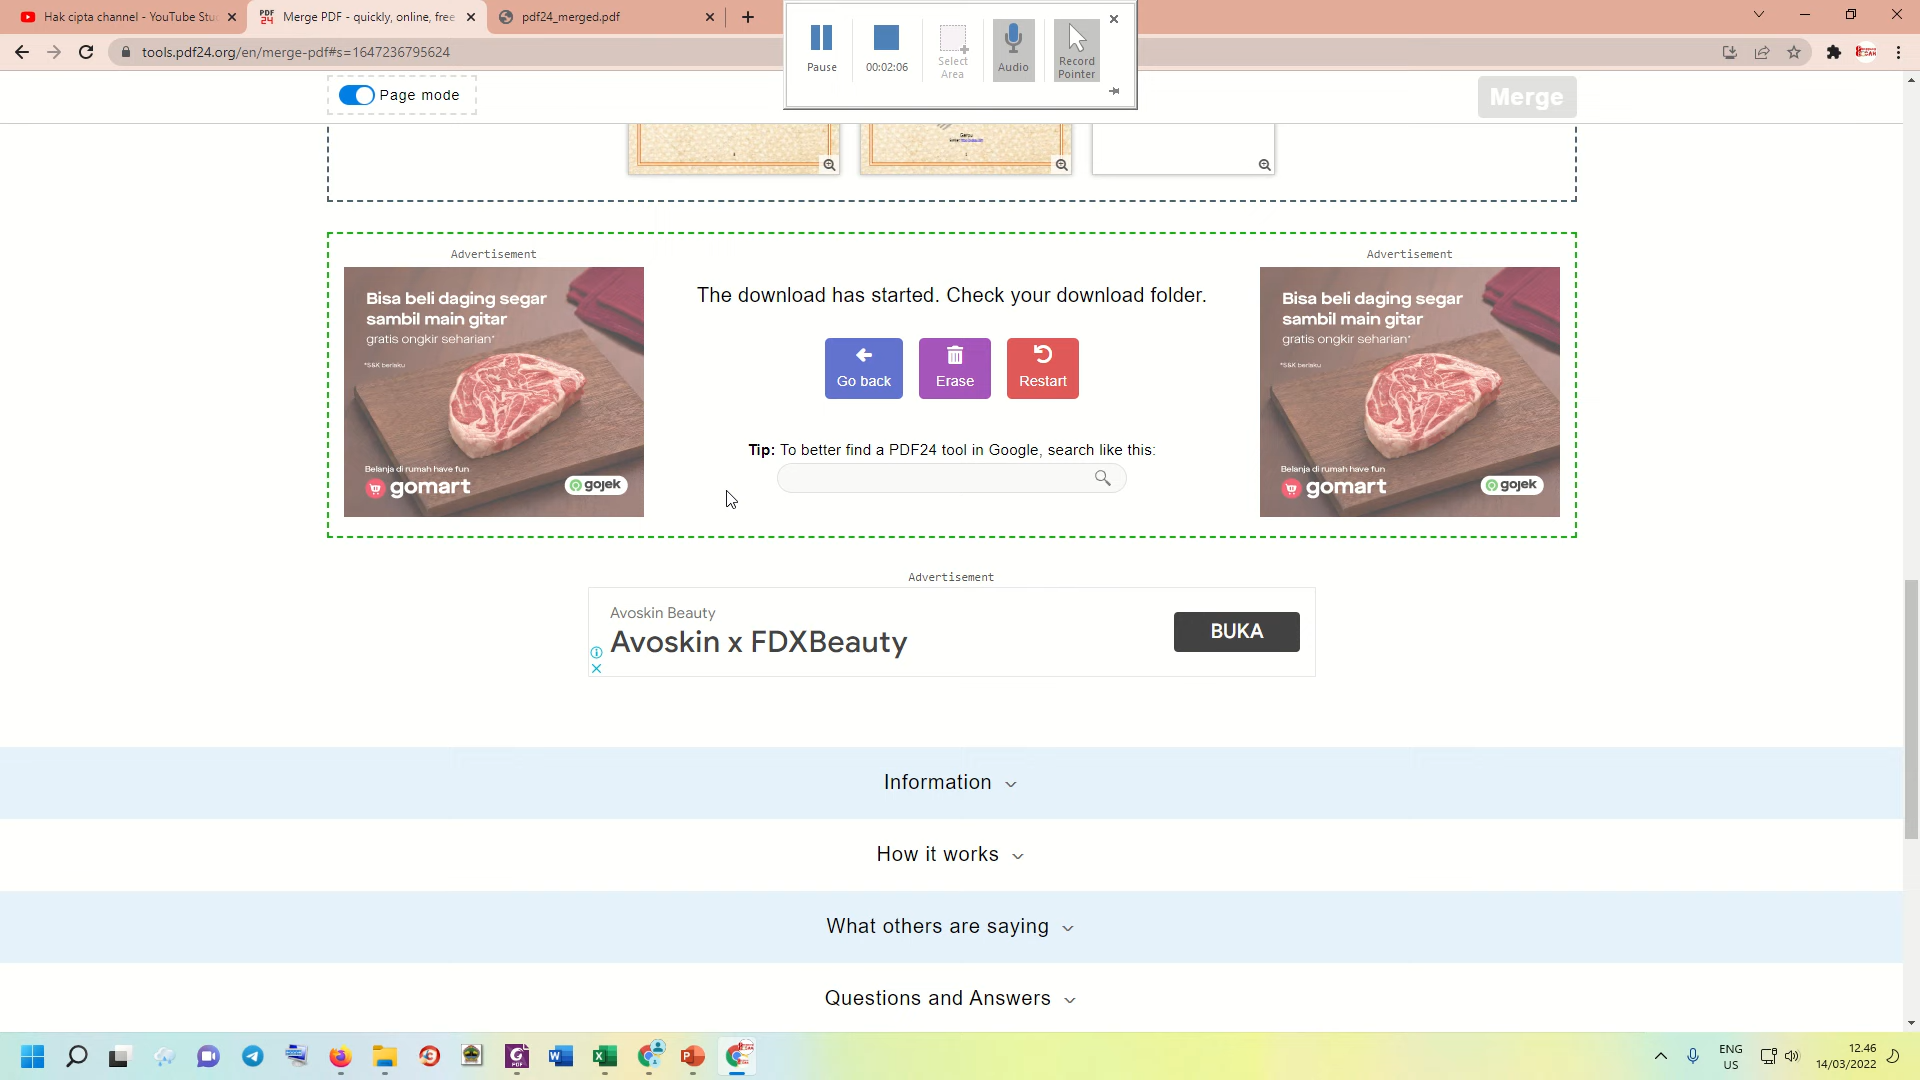 Hak cipta channel - YouTube Stu
Merge PDF - quickly, online, free
pdf24_merged.pdf
tools.pdf24.org/en/merge-pdf#s=1647236795624
Pause
00:02:06
Select
Area
Audio
Record
Pointer
Page mode
Merge
Advertisement
Bisa beli daging segar
sambil main gitar
gratis ongkir seharian*
*S&K berlaku
Belanja di rumah have fun
gomart
gojek
The download has started. Check your download folder.
Go back
Erase
Restart
Tip: To better find a PDF24 tool in Google, search like this:
Advertisement
Bisa beli daging segar
sambil main gitar
gratis ongkir seharian*
*S&K berlaku
Belanja di rumah have fun
gomart
gojek
Advertisement
Avoskin Beauty
Avoskin x FDXBeauty
BUKA
Information
How it works
What others are saying
Questions and Answers
ENG
US
12.46
14/03/2022